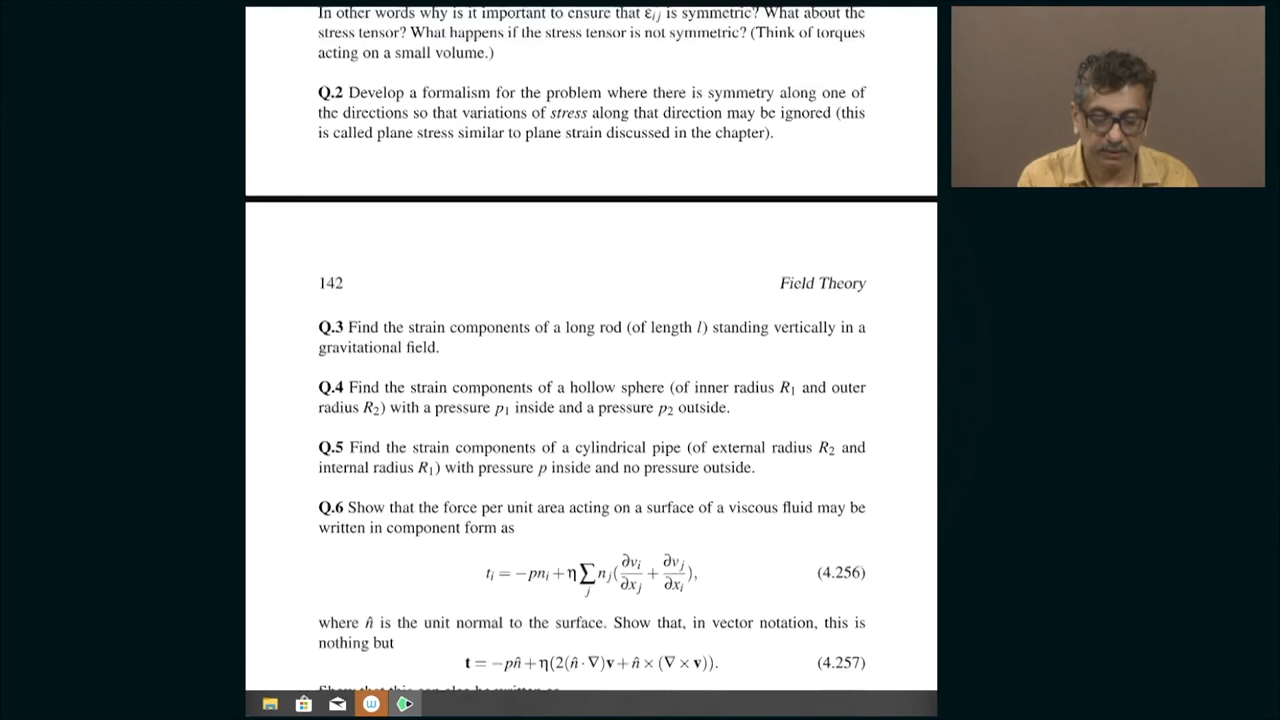 In other words why is it important to ensure that ε_ij is symmetric? What about the
stress tensor? What happens if the stress tensor is not symmetric? (Think of torques
acting on a small volume.)
Q.2 Develop a formalism for the problem where there is symmetry along one of
the directions so that variations of stress along that direction may be ignored (this
is called plane stress similar to plane strain discussed in the chapter).
142 Field Theory
Q.3 Find the strain components of a long rod (of length l) standing vertically in a
gravitational field.
Q.4 Find the strain components of a hollow sphere (of inner radius R₁ and outer
radius R₂) with a pressure p₁ inside and a pressure p₂ outside.
Q.5 Find the strain components of a cylindrical pipe (of external radius R₂ and
internal radius R₁) with pressure p inside and no pressure outside.
Q.6 Show that the force per unit area acting on a surface of a viscous fluid may be
written in component form as
t_i = −pn_i + η∑_j n_j(∂v_i/∂x_j + ∂v_j/∂x_i), (4.256)
where n̂ is the unit normal to the surface. Show that, in vector notation, this is
nothing but
t = −pn̂ + η(2(n̂ · ∇)v + n̂ × (∇ × v)). (4.257)